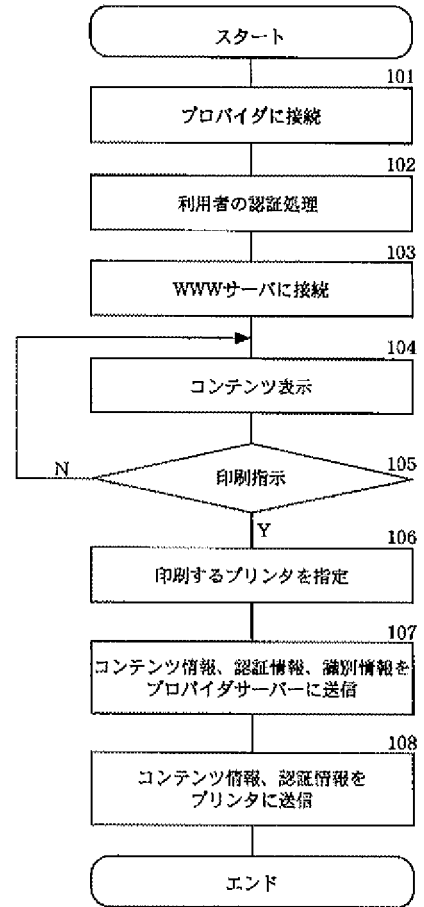 スタート
101
プロバイダに接続
102
利用者の認証処理
103
WWWサーバに接続
104
コンテンツ表示
105
印刷指示
N
Y
106
印刷するプリンタを指定
107
コンテンツ情報、認証情報、識別情報を
プロバイダサーバーに送信
108
コンテンツ情報、認証情報を
プリンタに送信
エンド